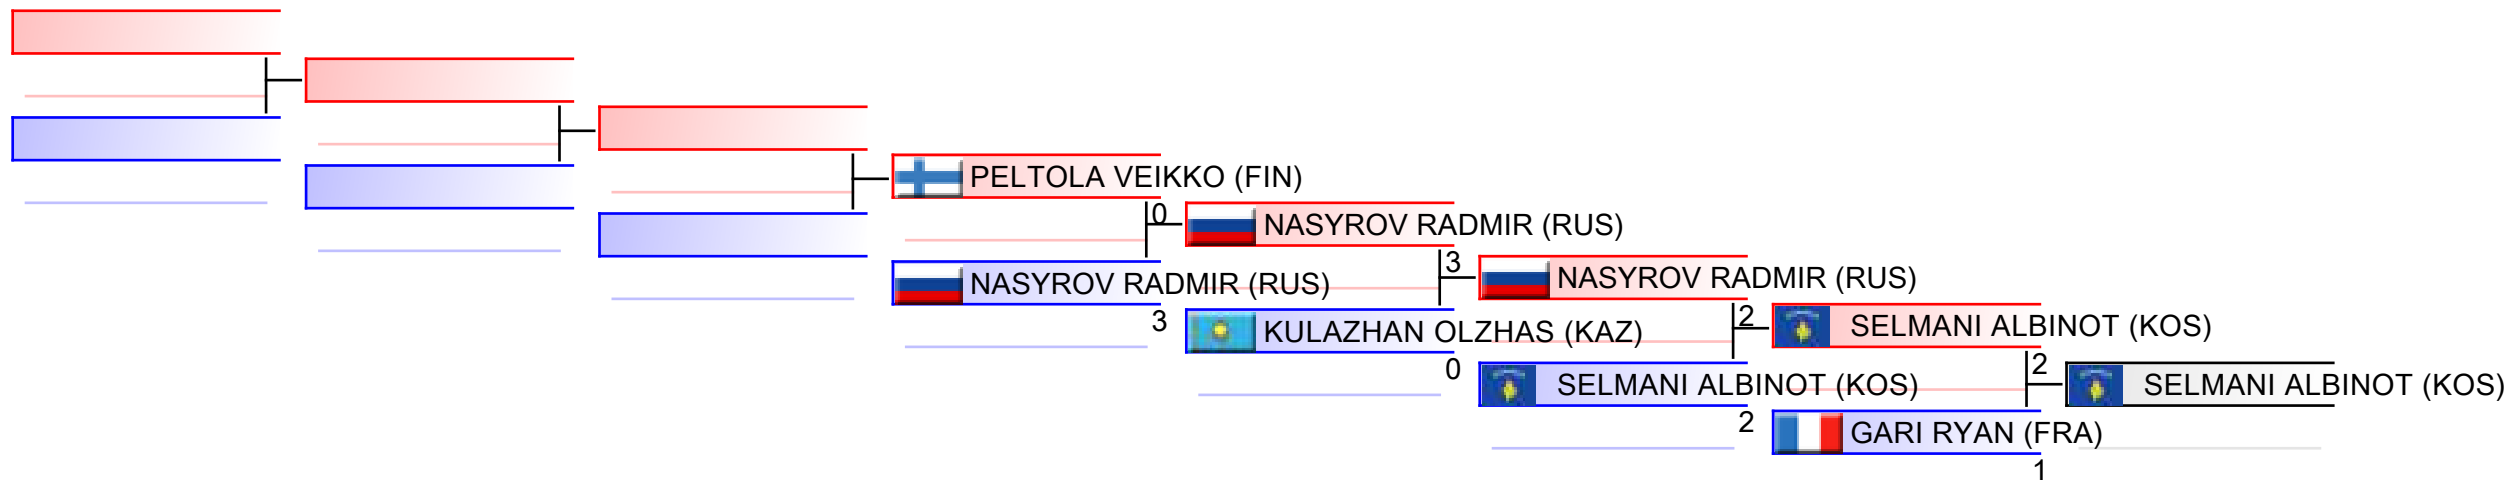 PELTOLA VEIKKO (FIN)
0
NASYROV RADMIR (RUS)
3
NASYROV RADMIR (RUS)
3
KULAZHAN OLZHAS (KAZ)
0
NASYROV RADMIR (RUS)
2
SELMANI ALBINOT (KOS)
2
SELMANI ALBINOT (KOS)
2
GARI RYAN (FRA)
1
SELMANI ALBINOT (KOS)